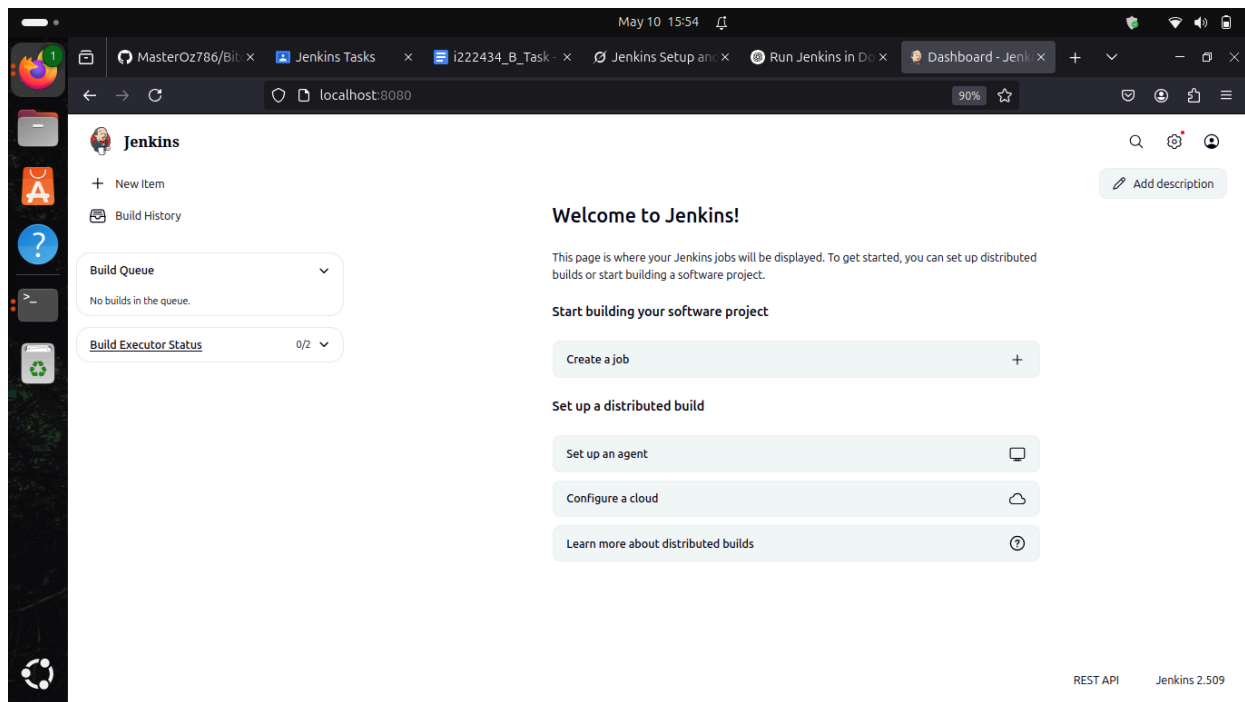 May 10 15:54
1
MasterOz786/Bit
Jenkins Tasks
i222434_B_Task -
Jenkins Setup and
Run Jenkins in Do
Dashboard - Jenk
localhost:8080
90%
Jenkins
New Item
Add description
Build History
Welcome to Jenkins!
This page is where your Jenkins jobs will be displayed. To get started, you can set up distributed
builds or start building a software project.
Build Queue
No builds in the queue.
Start building your software project
Build Executor Status
0/2
Create a job
Set up a distributed build
Set up an agent
Configure a cloud
Learn more about distributed builds
REST API
Jenkins 2.509